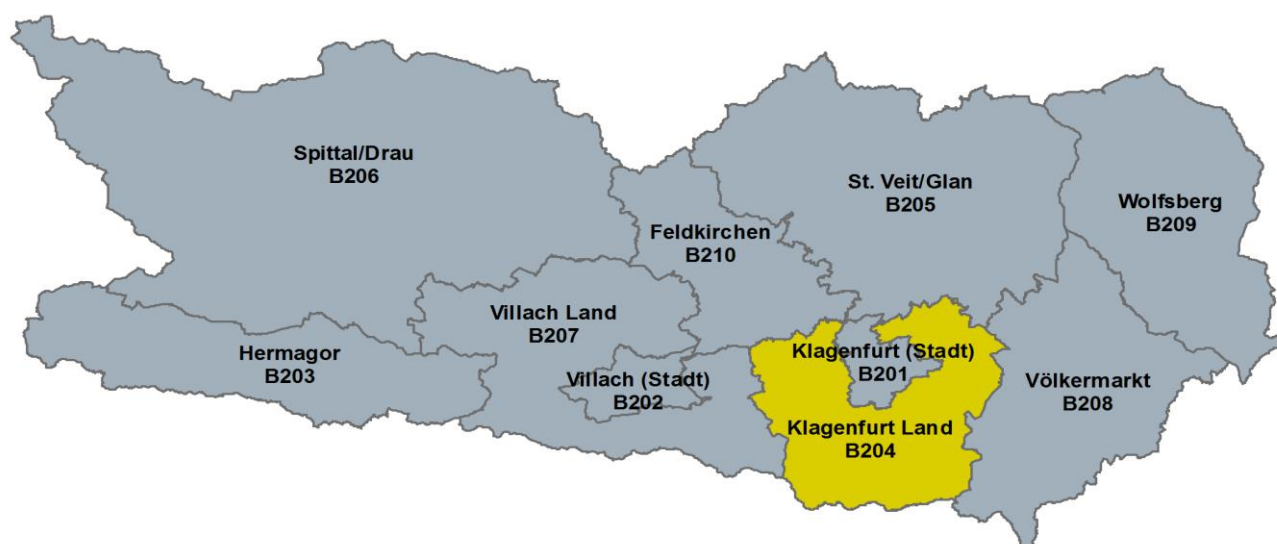 Spittal/Drau
B206
St. Veit/Glan
B205
Wolfsberg
B209
Feldkirchen
B210
Villach Land
B207
Hermagor
B203
Villach (Stadt)
B202
Klagenfurt (Stadt)
B201
Völkermarkt
B208
Klagenfurt Land
B204